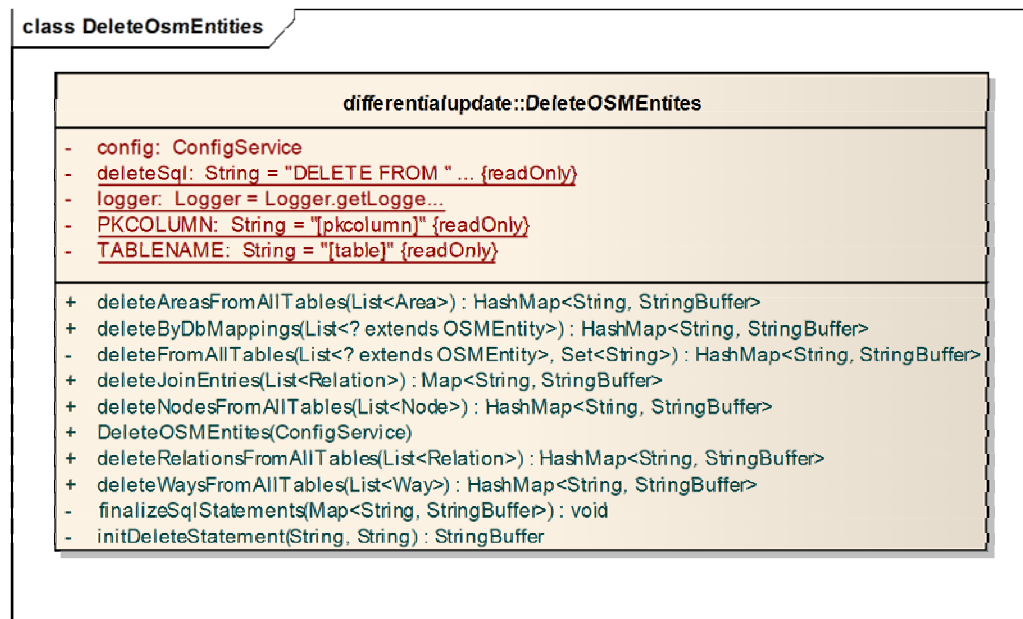 class DeleteOsmEntities
differentialupdate::DeleteOSMEntites
- config: ConfigService
- deleteSql: String = "DELETE FROM " ... {readOnly}
- logger: Logger = Logger.getLogge...
- PKCOLUMN: String = "[pkcolumn]" {readOnly}
- TABLENAME: String = "[table]" {readOnly}
+ deleteAreasFromAllTables(List<Area>) : HashMap<String, StringBuffer>
+ deleteByDbMappings(List<? extends OSMEntity>) : HashMap<String, StringBuffer>
- deleteFromAllTables(List<? extends OSMEntity>, Set<String>) : HashMap<String, StringBuffer>
+ deleteJoinEntries(List<Relation>) : Map<String, StringBuffer>
+ deleteNodesFromAllTables(List<Node>) : HashMap<String, StringBuffer>
+ DeleteOSMEntites(ConfigService)
+ deleteRelationsFromAllTables(List<Relation>) : HashMap<String, StringBuffer>
+ deleteWaysFromAllTables(List<Way>) : HashMap<String, StringBuffer>
- finalizeSqlStatements(Map<String, StringBuffer>) : void
- initDeleteStatement(String, String) : StringBuffer